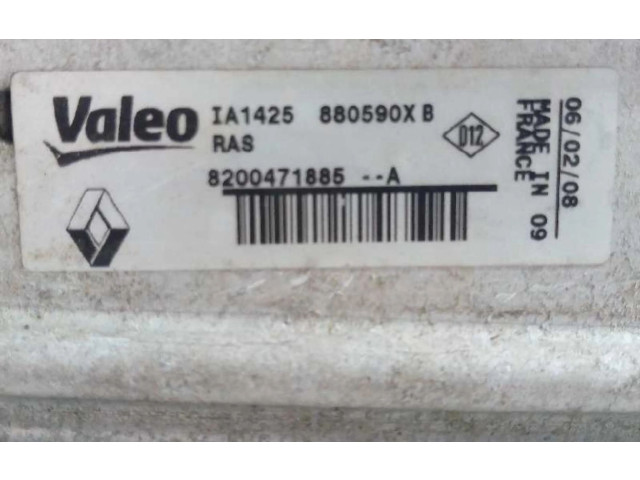 Valeo
IA1425 880590X B
RAS
8200471885 --A
D12
MADE IN 09
FRANCE
06/02/08